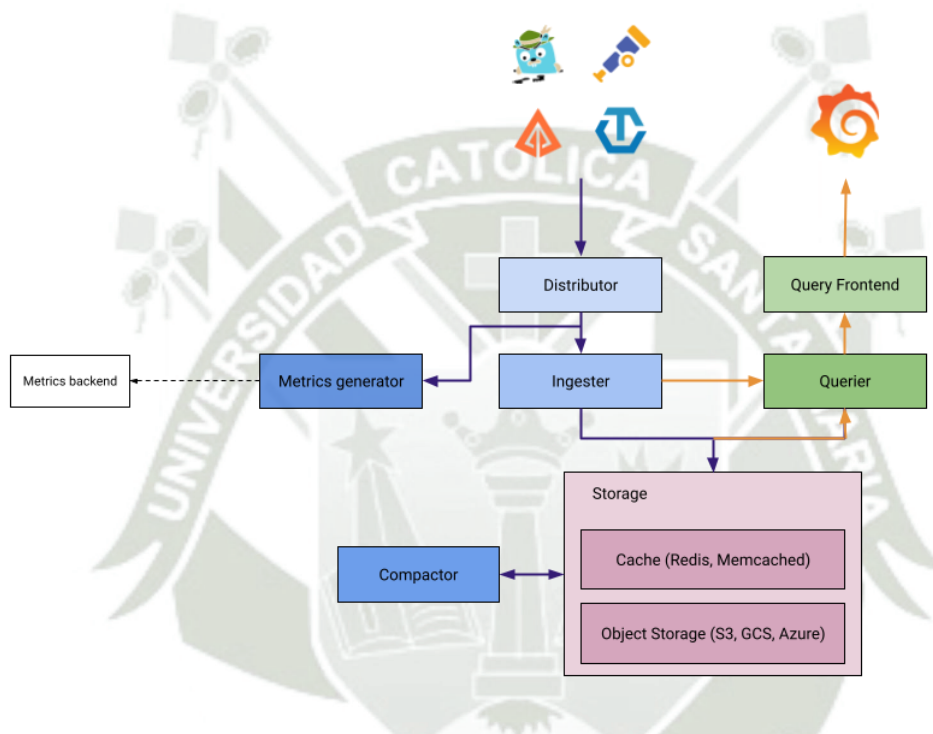 UNIVERSIDAD CATOLICA SANTA MARIA
Distributor
Query Frontend
Metrics backend
Metrics generator
Ingester
Querier
Storage
Cache (Redis, Memcached)
Compactor
Object Storage (S3, GCS, Azure)